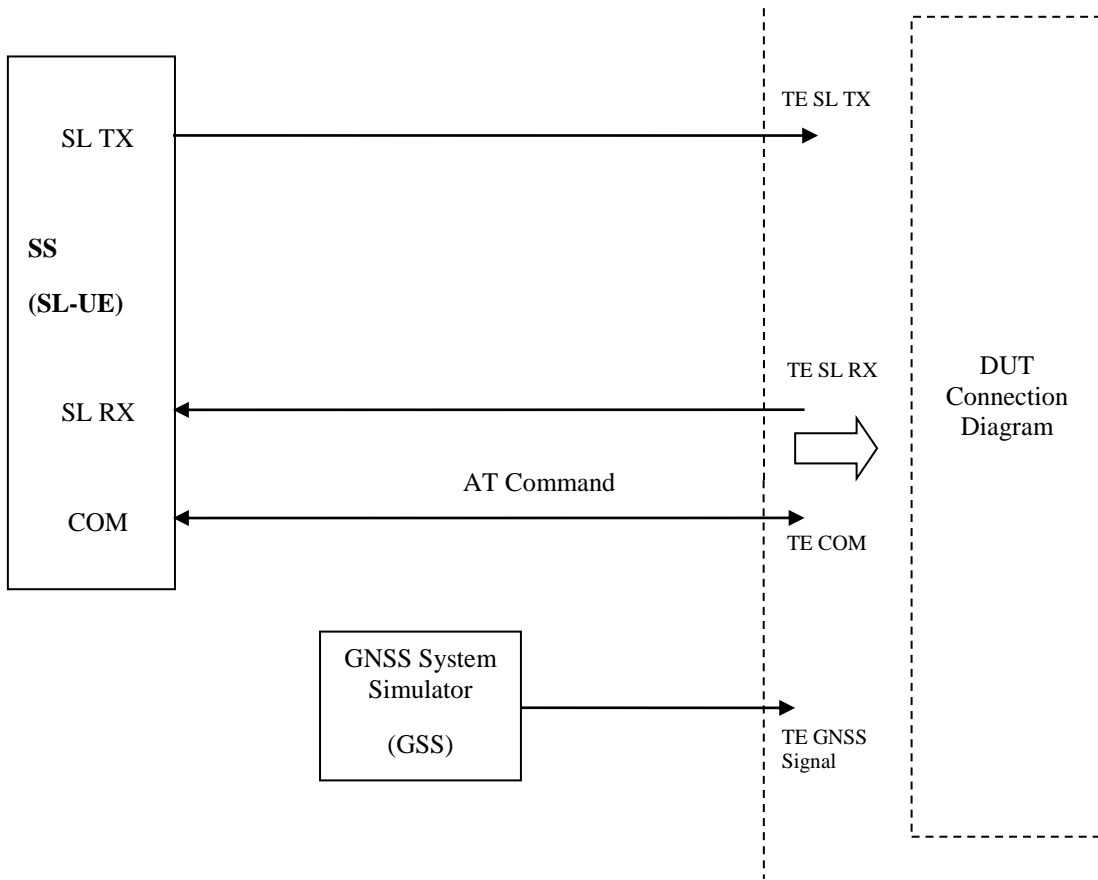 TE SL TX
SL TX
SS
(SL-UE)
TE SL RX
SL RX
DUT
Connection
Diagram
AT Command
COM
TE COM
GNSS System
Simulator
(GSS)
TE GNSS
Signal